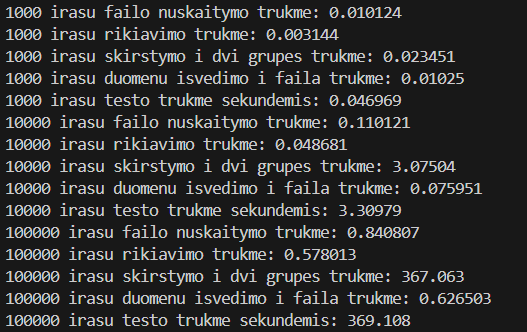 1000 irasu failo nuskaitymo trukme: 0.010124
1000 irasu rikiavimo trukme: 0.003144
1000 irasu skirstymo i dvi grupes trukme: 0.023451
1000 irasu duomenu isvedimo i faila trukme: 0.01025
1000 irasu testo trukme sekundemis: 0.046969
10000 irasu failo nuskaitymo trukme: 0.110121
10000 irasu rikiavimo trukme: 0.048681
10000 irasu skirstymo i dvi grupes trukme: 3.07504
10000 irasu duomenu isvedimo i faila trukme: 0.075951
10000 irasu testo trukme sekundemis: 3.30979
100000 irasu failo nuskaitymo trukme: 0.840807
100000 irasu rikiavimo trukme: 0.578013
100000 irasu skirstymo i dvi grupes trukme: 367.063
100000 irasu duomenu isvedimo i faila trukme: 0.626503
100000 irasu testo trukme sekundemis: 369.108